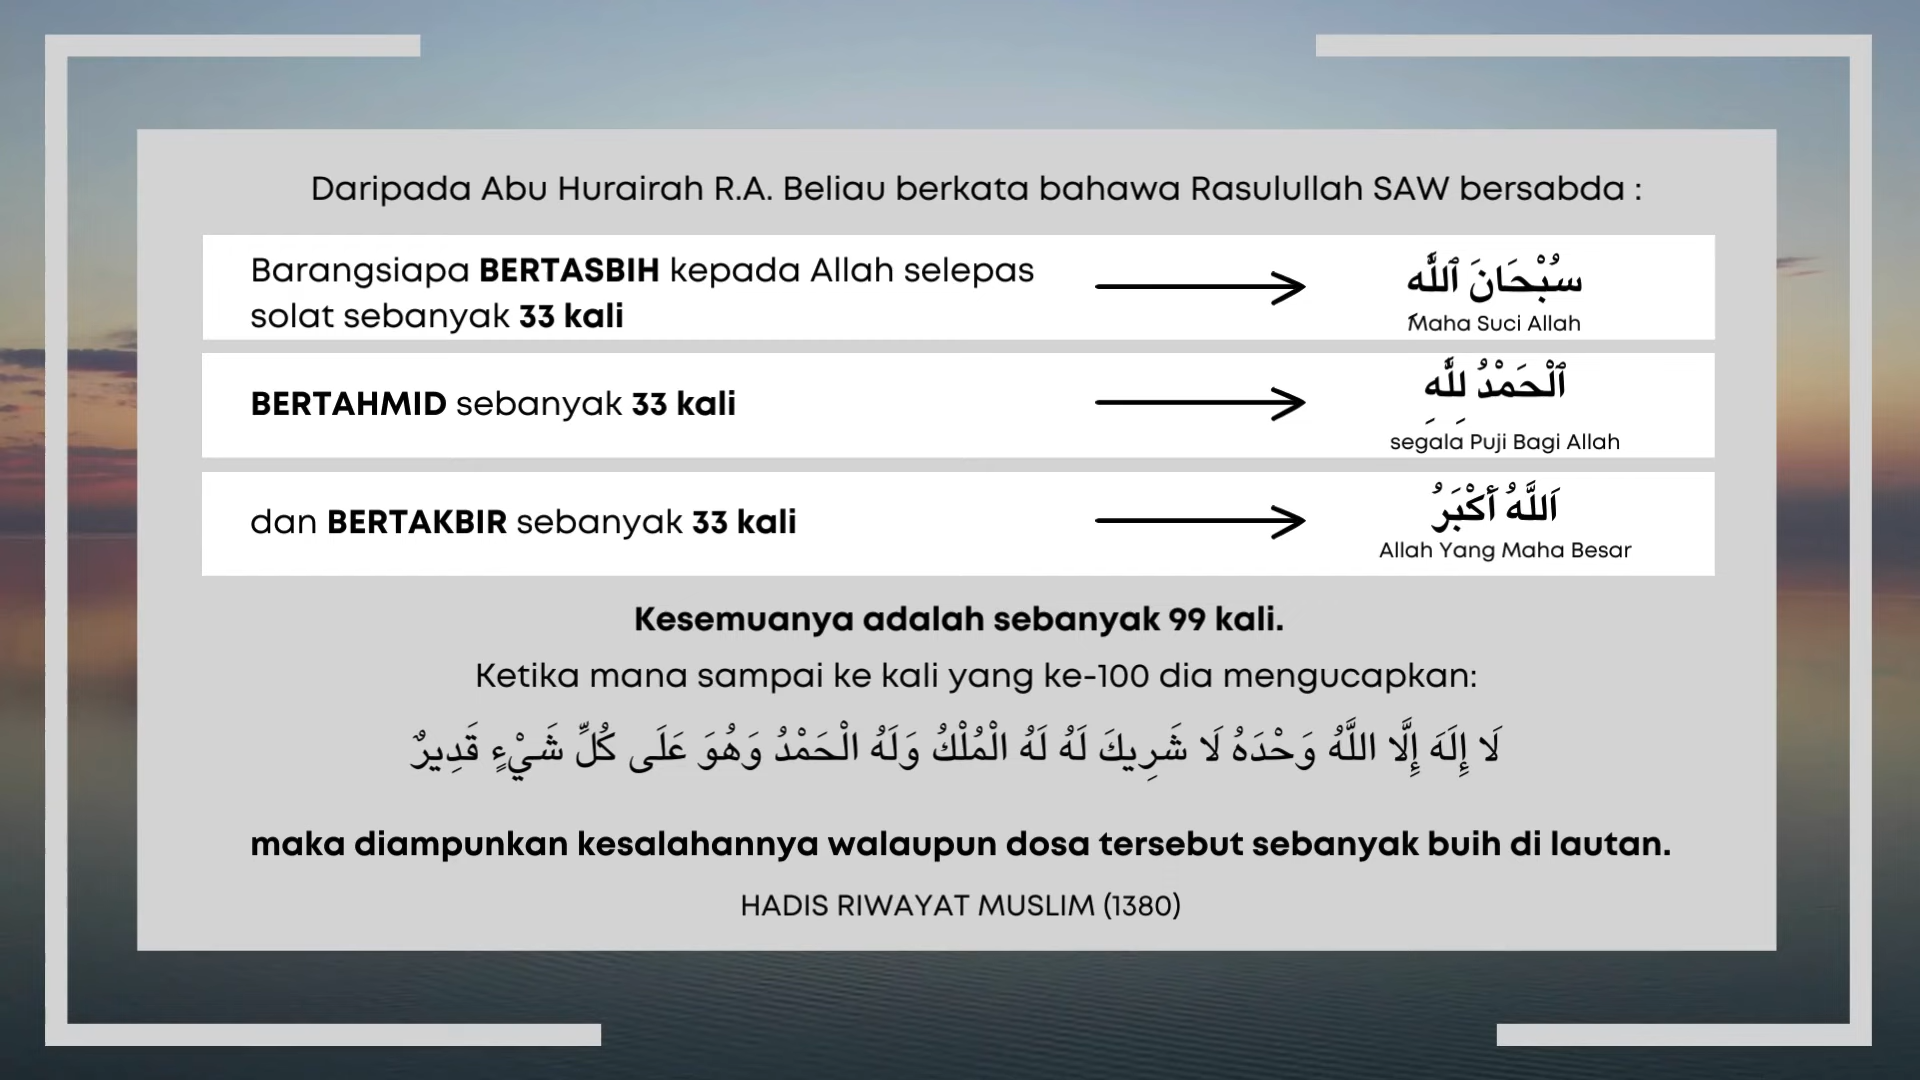 Daripada Abu Hurairah R.A. Beliau berkata bahawa Rasulullah SAW bersabda :
Barangsiapa BERTASBIH kepada Allah selepas
solat sebanyak 33 kali
سُبْحَانَ ٱللَّه
Maha Suci Allah
BERTAHMID sebanyak 33 kali
ٱلْحَمْدُ لِلَّهِ
segala Puji Bagi Allah
dan BERTAKBIR sebanyak 33 kali
اَللَّهُ أَكْبَرُ
Allah Yang Maha Besar
Kesemuanya adalah sebanyak 99 kali.
Ketika mana sampai ke kali yang ke-100 dia mengucapkan:
لَا إِلَهَ إِلَّا اللَّهُ وَحْدَهُ لَا شَرِيكَ لَهُ لَهُ الْمُلْكُ وَلَهُ الْحَمْدُ وَهُوَ عَلَى كُلِّ شَيْءٍ قَدِيرٌ
maka diampunkan kesalahannya walaupun dosa tersebut sebanyak buih di lautan.
HADIS RIWAYAT MUSLIM (1380)